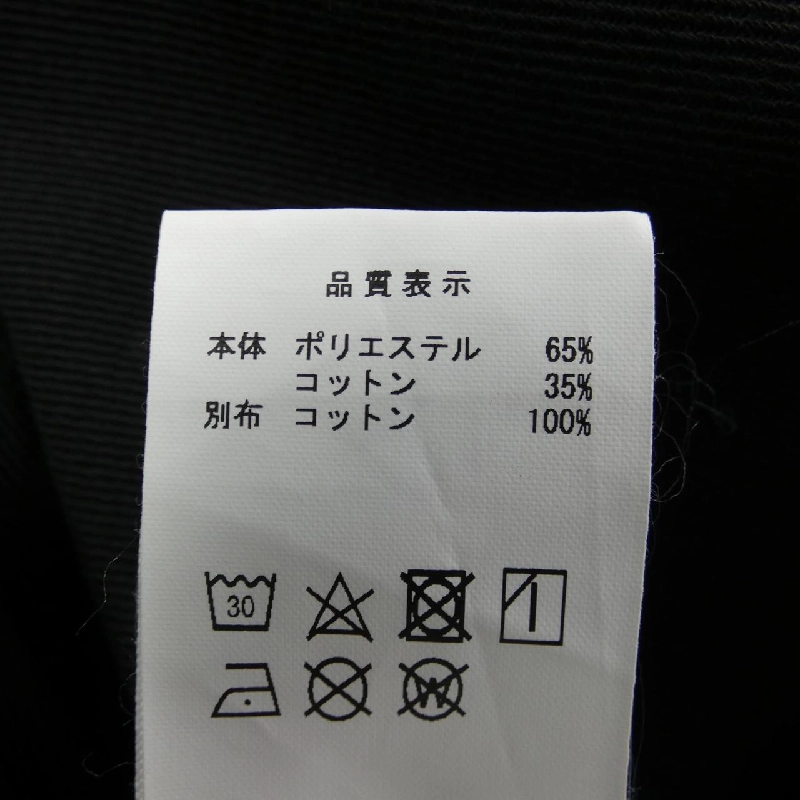 品質表示
本体 ポリエステル 65%
コットン 35%
別布 コットン 100%
30
W